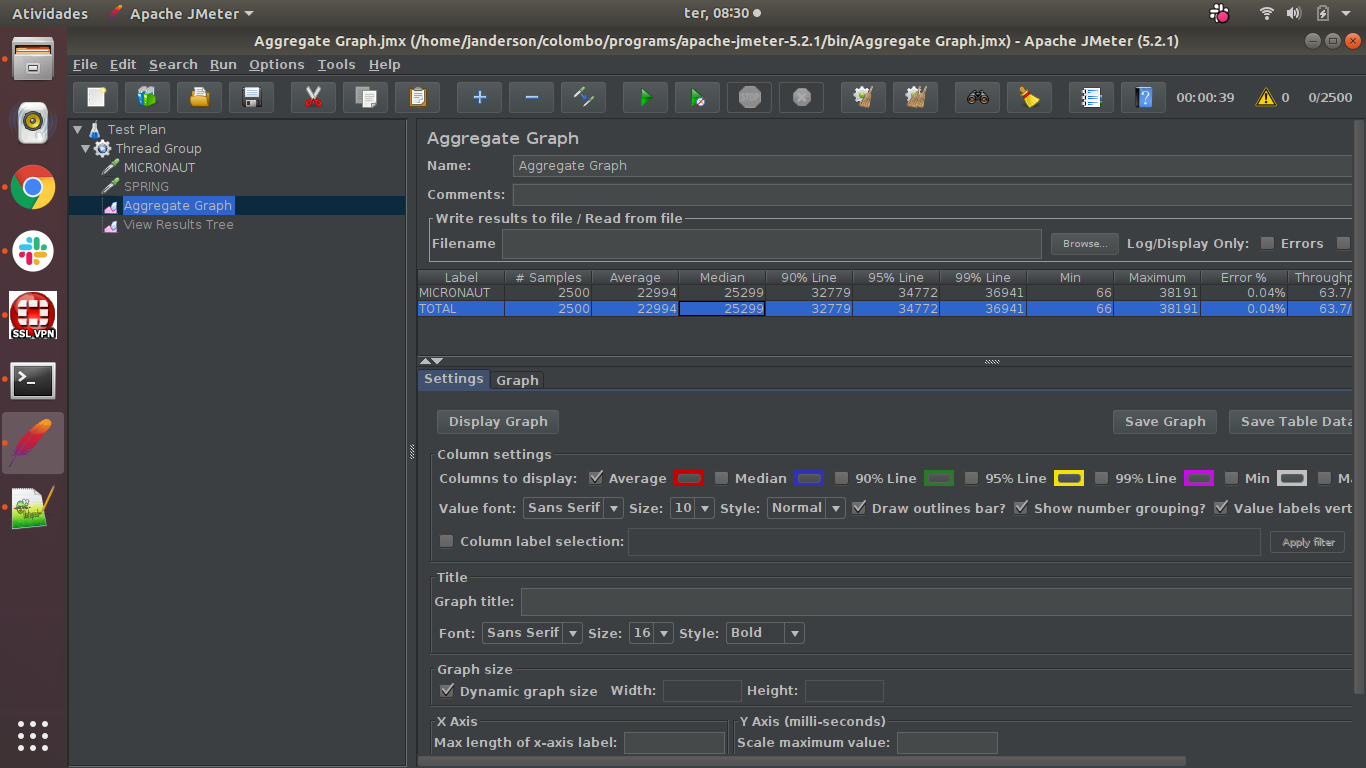 Atividades Apache JMeter ter, 08:30
Aggregate Graph.jmx (/home/janderson/colombo/programs/apache-jmeter-5.2.1/bin/Aggregate Graph.jmx) - Apache JMeter (5.2.1)
File Edit Search Run Options Tools Help
STOP 00:00:39 0 0/2500
Test Plan
Thread Group
MICRONAUT
SPRING
Aggregate Graph
View Results Tree
SSL VPN
Aggregate Graph
Name: Aggregate Graph
Comments:
Write results to file / Read from file
Filename Browse... Log/Display Only: Errors
Label # Samples Average Median 90% Line 95% Line 99% Line Min Maximum Error % Throughp
MICRONAUT 2500 22994 25299 32779 34772 36941 66 38191 0.04% 63.7/
TOTAL 2500 22994 25299 32779 34772 36941 66 38191 0.04% 63.7/
Settings Graph
Display Graph Save Graph Save Table Data
Column settings
Columns to display: Average Median 90% Line 95% Line 99% Line Min Ma
Value font: Sans Serif Size: 10 Style: Normal Draw outlines bar? Show number grouping? Value labels vert
Column label selection: Apply filter
Title
Graph title:
Font: Sans Serif Size: 16 Style: Bold
Graph size
Dynamic graph size Width: Height:
X Axis Y Axis (milli-seconds)
Max length of x-axis label: Scale maximum value: